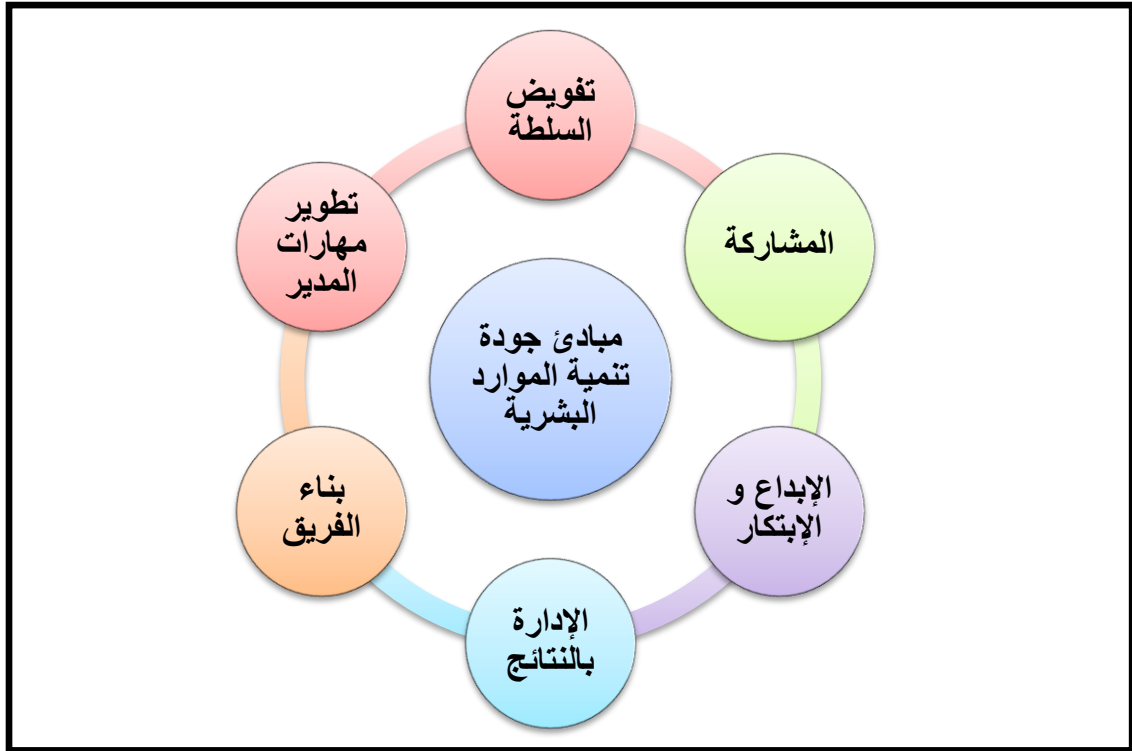 تفويض
السلطة
المشاركة
الإبداع و
الإبتكار
الإدارة
بالنتائج
بناء
الفريق
تطوير
مهارات
المدير
مبادئ جودة
تنمية الموارد
البشرية